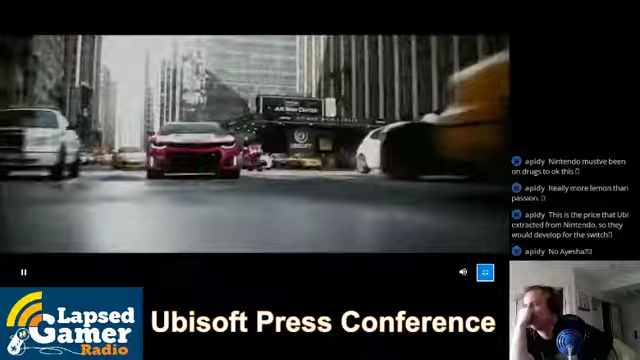 UBISOFT
apidy Nintendo mustve been
on drugs to ok this
apidy Really more lemon than
passion.
apidy This is the price that Ubi
extracted from Nintendo, so they
would develop for the switch
apidy No Ayesha?
Lapsed
Gamer
Radio
Ubisoft Press Conference